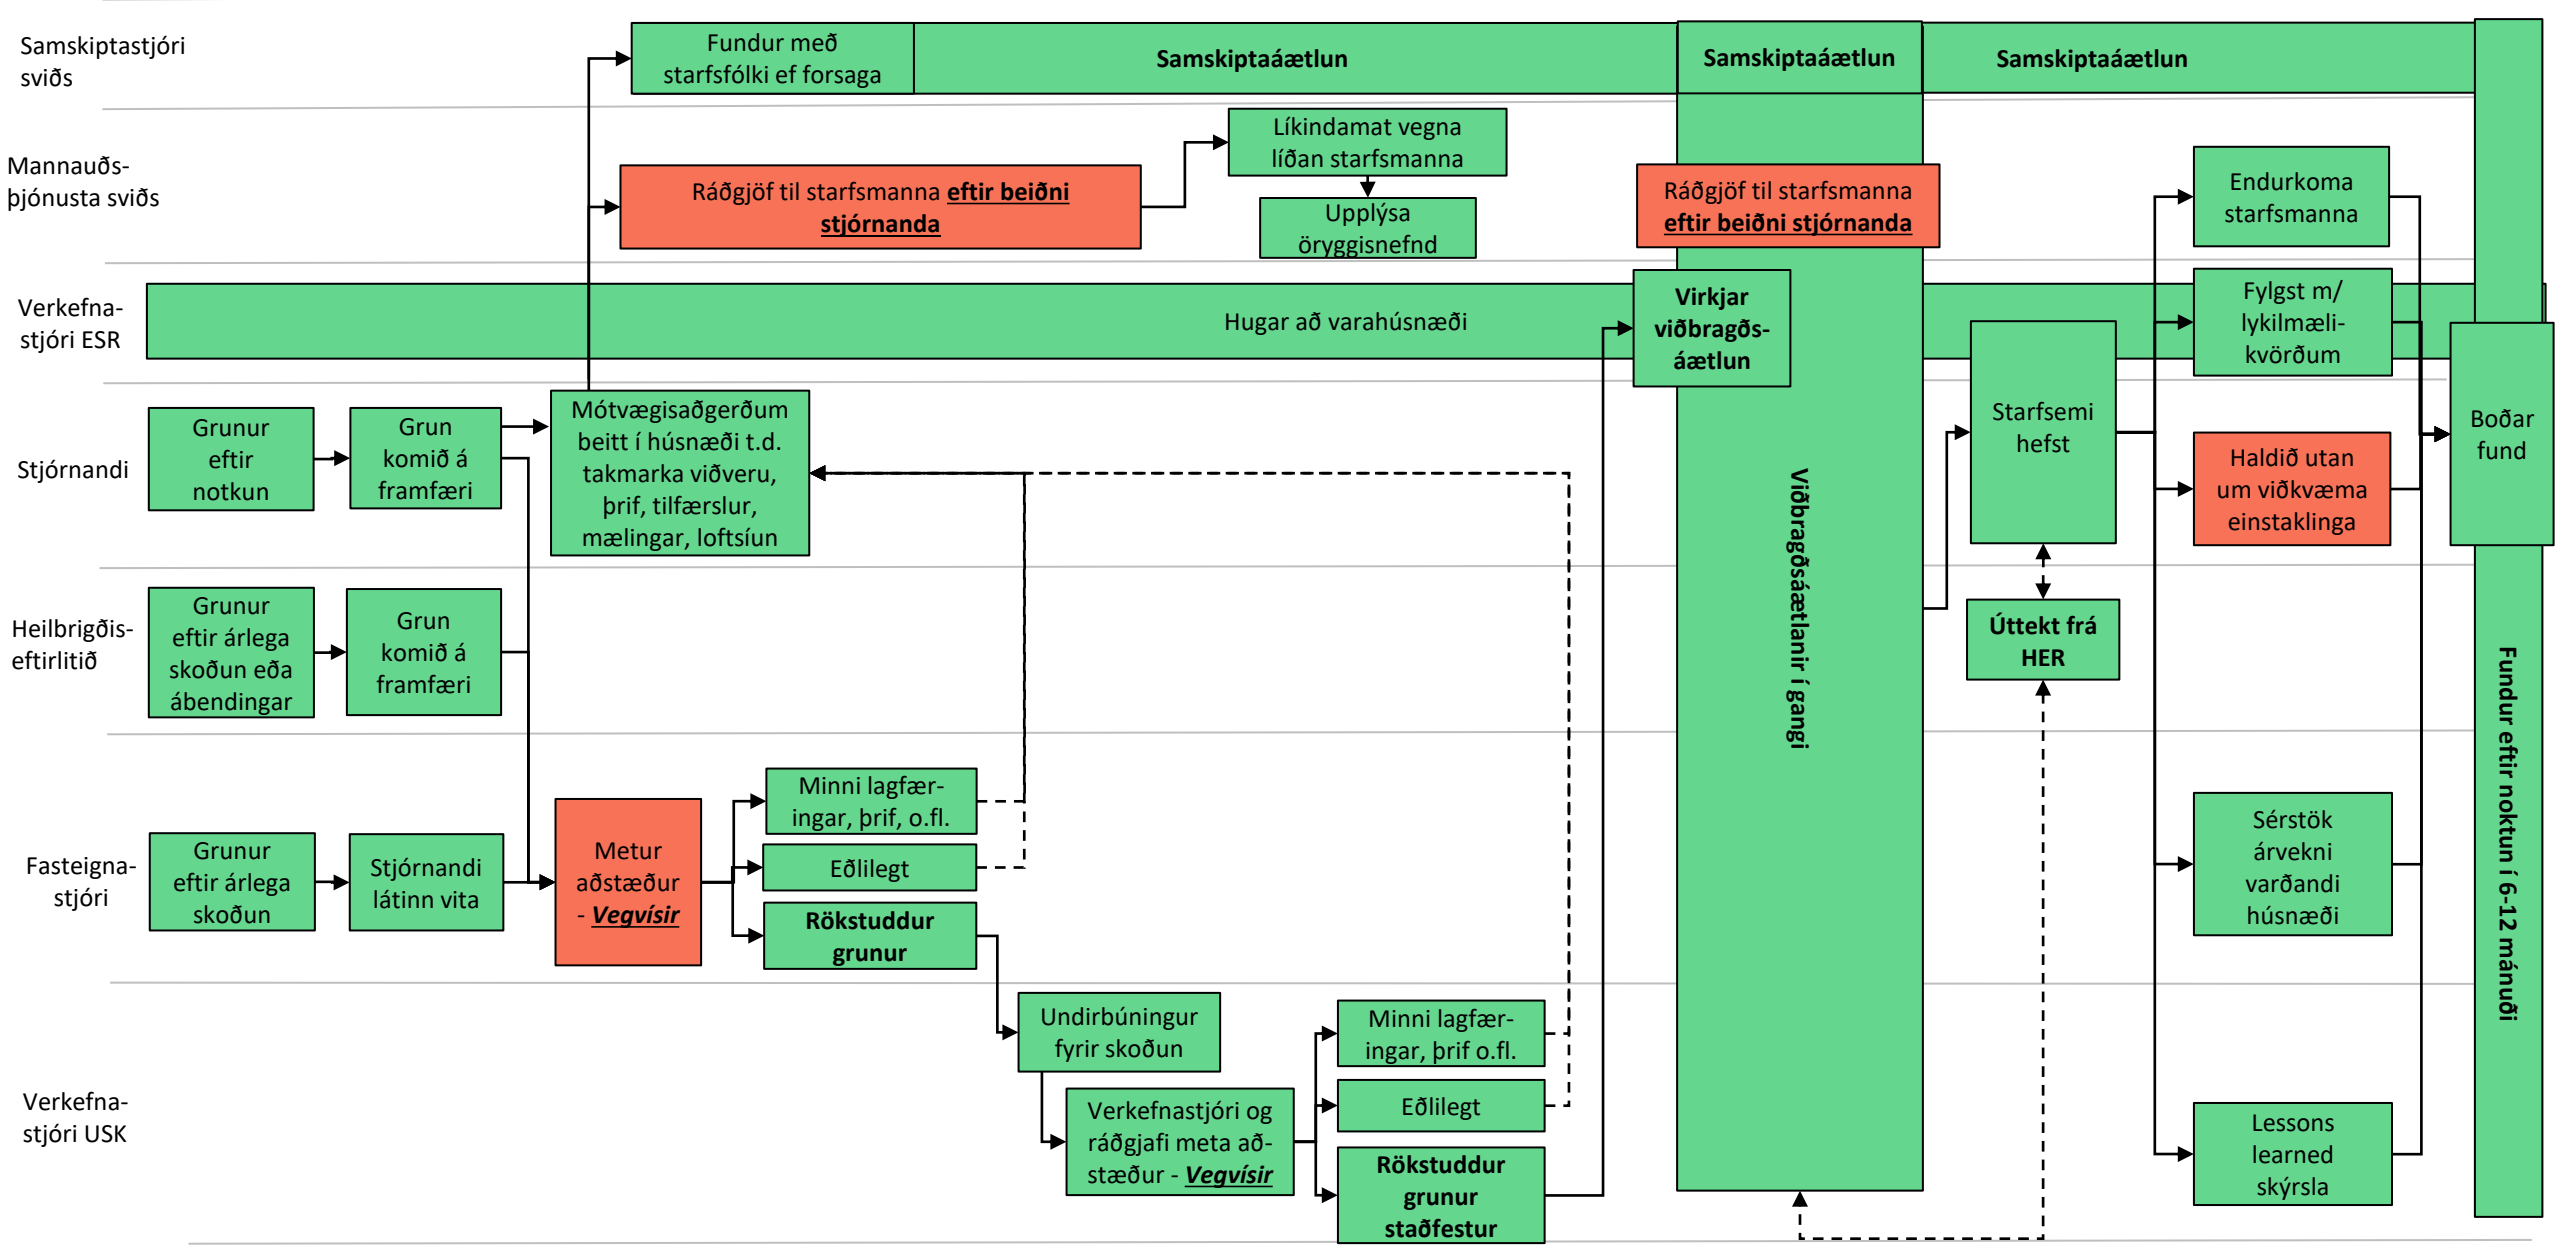 Samskiptastjóri
sviðs
Fundur með
starfsfólki ef forsaga
Samskiptaáætlun
Samskiptaáætlun
Samskiptaáætlun
Mannauðs-
þjónusta sviðs
Ráðgjöf til starfsmanna eftir beiðni
stjórnanda
Líkindamat vegna
líðan starfsmanna
Upplýsa
öryggisnefnd
Ráðgjöf til starfsmanna
eftir beiðni stjórnanda
Endurkoma
starfsmanna
Verkefna-
stjóri ESR
Hugar að varahúsnæði
Virkjar
viðbragðs-
áætlun
Fylgst m/
lykilmæli-
kvörðum
Stjórnandi
Grunur
eftir
notkun
Grun
komið á
framfæri
Mótvægisaðgerðum
beitt í húsnæði t.d.
takmarka viðveru,
þrif, tilfærslur,
mælingar, loftsíun
Viðbragðsáætlanir í gangi
Starfsemi
hefst
Haldið utan
um viðkvæma
einstaklinga
Boðar
fund
Heilbrigðis-
eftirlitið
Grunur
eftir árlega
skoðun eða
ábendingar
Grun
komið á
framfæri
Úttekt frá
HER
Fundur eftir noktun í 6-12 mánuði
Fasteigna-
stjóri
Grunur
eftir árlega
skoðun
Stjórnandi
látinn vita
Metur
aðstæður
- Vegvísir
Minni lagfær-
ingar, þrif, o.fl.
Eðlilegt
Rökstuddur
grunur
Sérstök
árvekni
varðandi
húsnæði
Verkefna-
stjóri USK
Undirbúningur
fyrir skoðun
Verkefnastjóri og
ráðgjafi meta að-
stæður - Vegvísir
Minni lagfær-
ingar, þrif o.fl.
Eðlilegt
Rökstuddur
grunur
staðfestur
Lessons
learned
skýrsla